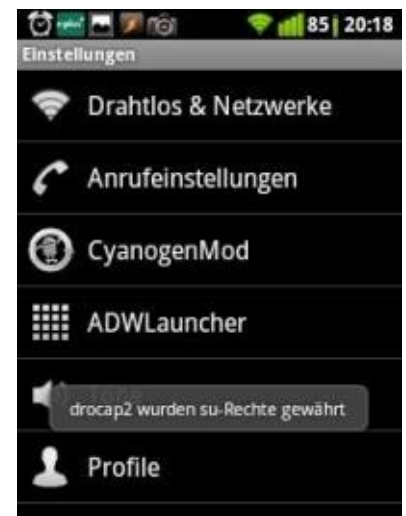 85 20:18
Einstellungen
Drahtlos & Netzwerke
Anrufeinstellungen
CyanogenMod
ADWLauncher
drocap2 wurden su-Rechte gewährt
Profile